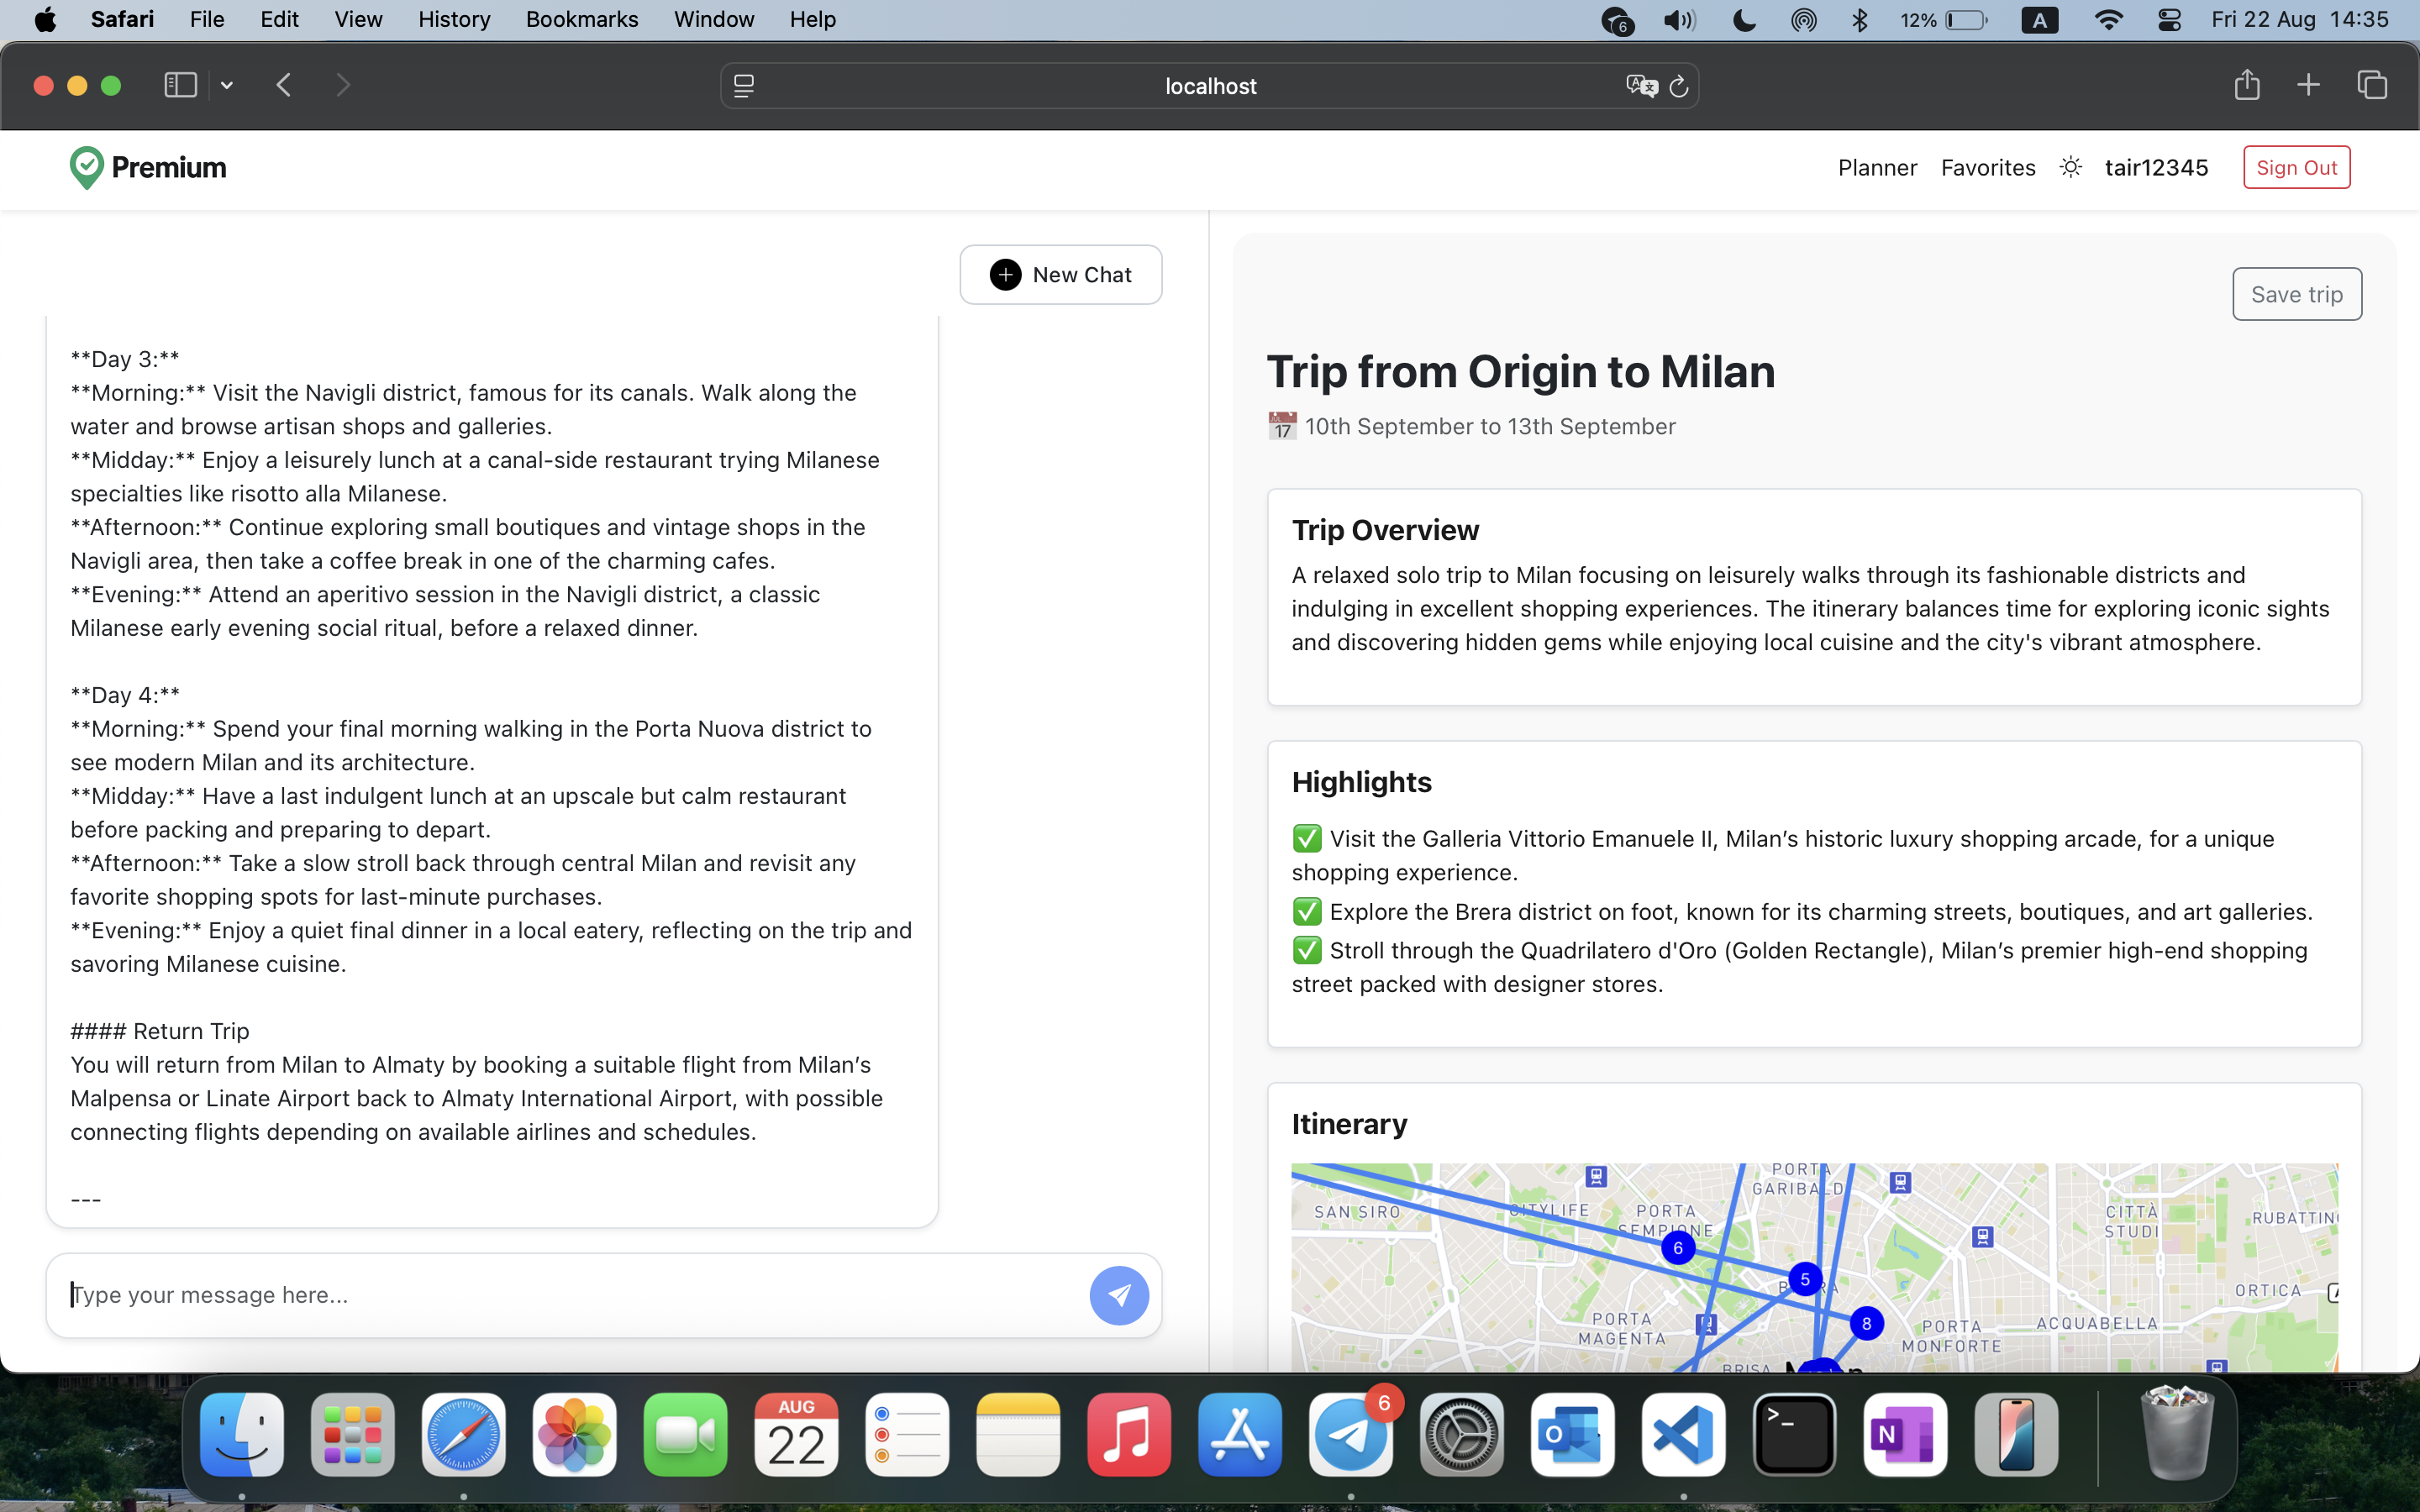 Safari File Edit View History Bookmarks Window Help 6 12% A Fri 22 Aug 14:35
localhost
Premium Planner Favorites tair12345 Sign Out
New Chat
**Day 3:**
**Morning:** Visit the Navigli district, famous for its canals. Walk along the
water and browse artisan shops and galleries.
**Midday:** Enjoy a leisurely lunch at a canal-side restaurant trying Milanese
specialties like risotto alla Milanese.
**Afternoon:** Continue exploring small boutiques and vintage shops in the
Navigli area, then take a coffee break in one of the charming cafes.
**Evening:** Attend an aperitivo session in the Navigli district, a classic
Milanese early evening social ritual, before a relaxed dinner.
**Day 4:**
**Morning:** Spend your final morning walking in the Porta Nuova district to
see modern Milan and its architecture.
**Midday:** Have a last indulgent lunch at an upscale but calm restaurant
before packing and preparing to depart.
**Afternoon:** Take a slow stroll back through central Milan and revisit any
favorite shopping spots for last-minute purchases.
**Evening:** Enjoy a quiet final dinner in a local eatery, reflecting on the trip and
savoring Milanese cuisine.
#### Return Trip
You will return from Milan to Almaty by booking a suitable flight from Milan’s
Malpensa or Linate Airport back to Almaty International Airport, with possible
connecting flights depending on available airlines and schedules.
---
Type your message here...
Save trip
Trip from Origin to Milan
17 10th September to 13th September
Trip Overview
A relaxed solo trip to Milan focusing on leisurely walks through its fashionable districts and
indulging in excellent shopping experiences. The itinerary balances time for exploring iconic sights
and discovering hidden gems while enjoying local cuisine and the city's vibrant atmosphere.
Highlights
✅ Visit the Galleria Vittorio Emanuele II, Milan’s historic luxury shopping arcade, for a unique
shopping experience.
✅ Explore the Brera district on foot, known for its charming streets, boutiques, and art galleries.
✅ Stroll through the Quadrilatero d'Oro (Golden Rectangle), Milan’s premier high-end shopping
street packed with designer stores.
Itinerary
PORTA
GARIBALD
SAN SIRO
CITYLIFE
PORTA
SEMPIONE
CITTÀ
STUDI
RUBATTIN
6
5
8
ORTICA
PORTA
MAGENTA
PORTA
MONFORTE
ACQUABELLA
BRISA
AUG
22
6
O
N